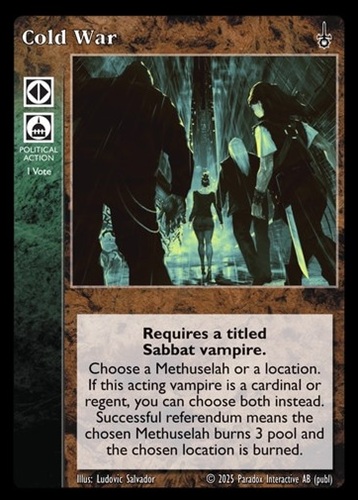 Cold War
POLITICAL
ACTION
1 Vote
Requires a titled
Sabbat vampire.
Choose a Methuselah or a location.
If this acting vampire is a cardinal or
regent, you can choose both instead.
Successful referendum means the
chosen Methuselah burns 3 pool and
the chosen location is burned.
Illus: Ludovic Salvador
© 2025 Paradox Interactive AB (publ)